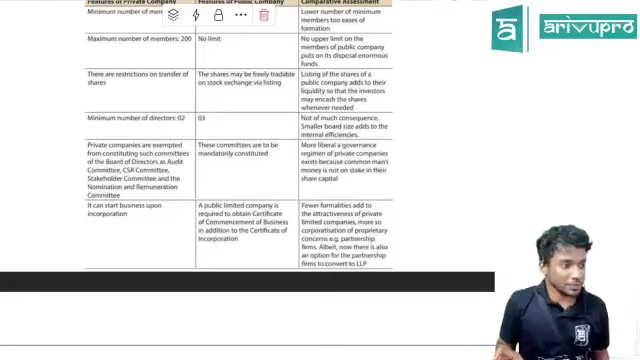 Features of Private Company Features of Public Company Comparative Assessment
Minimum number of mem
Lower number of minimum
members too eases of
formation
Maximum number of members: 200
No limit
No upper limit on the
members of public company
puts on its disposal enormous
funds.
There are restrictions on transfer of
shares
The shares may be freely tradable
on stock exchange via listing
Listing of the shares of a
public company adds to their
liquidity so that the investors
may encash the shares
whenever needed
Minimum number of directors: 02
03
Not of much consequence.
Smaller board size adds to the
internal efficiencies.
Private companies are exempted
from constituting such committees
of the Board of Directors as Audit
Committee, CSR Committee,
Stakeholder Committee and the
Nomination and Remuneration
Committee
These committees are to be
mandatorily constituted
More liberal a governance
regimen of private companies
exists because common man's
money is not on stake in their
share capital
It can start business upon
incorporation
A public limited company is
required to obtain Certificate
of Commencement of Business
in addition to the Certificate of
Incorporation
Fewer formalities add to
the attractiveness of private
limited companies, more so
corporatisation of proprietary
concerns e.g. partnership
firms. Albeit, now there is also
an option for the partnership
firms to convert to LLP
ARIVUPRO